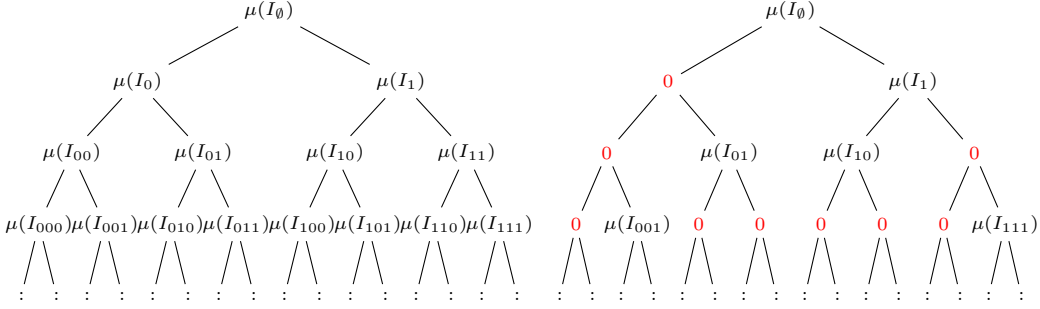 μ(I_∅) μ(I_∅)
μ(I_0) μ(I_1) 0 μ(I_1)
μ(I_00) μ(I_01) μ(I_10) μ(I_11) 0 μ(I_01) μ(I_10) 0
μ(I_000) μ(I_001) μ(I_010) μ(I_011) μ(I_100) μ(I_101) μ(I_110) μ(I_111) 0 μ(I_001) 0 0 0 0 0 μ(I_111)
: : : : : : : : : : : : : : : : : : : : : : : : : : : : : : : :